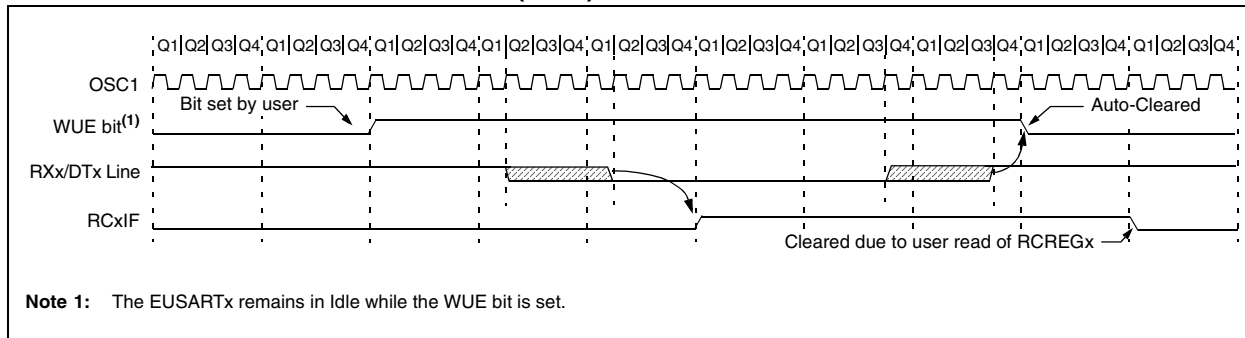 Q1 Q2 Q3 Q4 Q1 Q2 Q3 Q4 Q1 Q2 Q3 Q4 Q1 Q2 Q3 Q4 Q1 Q2 Q3 Q4 Q1 Q2 Q3 Q4 Q1 Q2 Q3 Q4 Q1 Q2 Q3 Q4 Q1 Q2 Q3 Q4 Q1 Q2 Q3 Q4
OSC1
Bit set by user
Auto-Cleared
WUE bit(1)
RXx/DTx Line
RCxIF
Cleared due to user read of RCREGx
Note 1: The EUSARTx remains in Idle while the WUE bit is set.